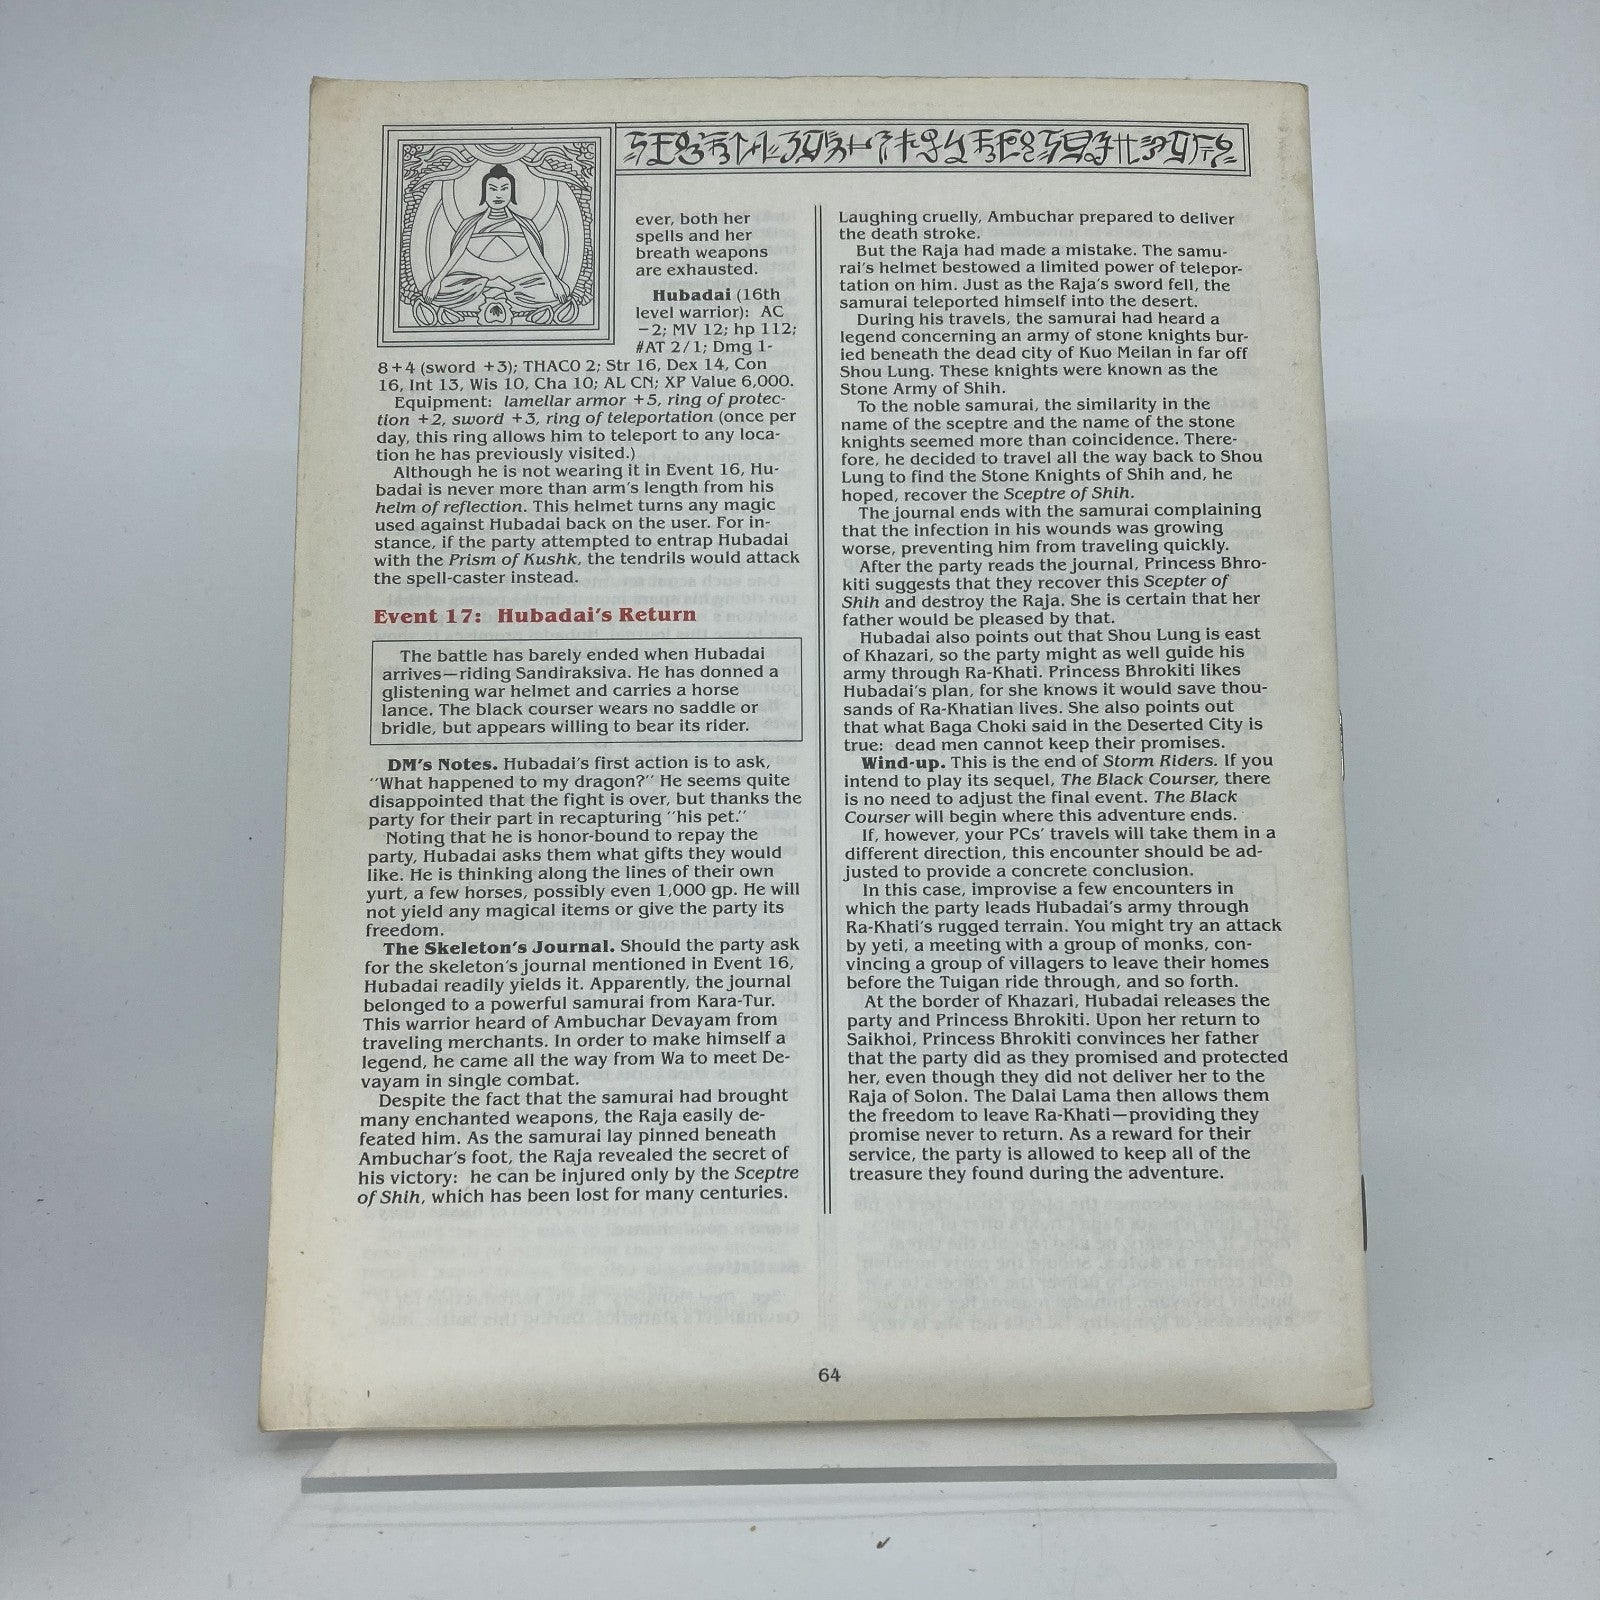 ever, both her
spells and her
breath weapons
are exhausted.
Hubadai (16th
level warrior): AC
−2; MV 12; hp 112;
#AT 2/1; Dmg 1-
8+4 (sword +3); THACO 2; Str 16, Dex 14, Con
16, Int 13, Wis 10, Cha 10; AL CN; XP Value 6,000.
Equipment: lamellar armor +5, ring of protec-
tion +2, sword +3, ring of teleportation (once per
day, this ring allows him to teleport to any loca-
tion he has previously visited.)
Although he is not wearing it in Event 16, Hu-
badai is never more than arm's length from his
helm of reflection. This helmet turns any magic
used against Hubadai back on the user. For in-
stance, if the party attempted to entrap Hubadai
with the Prism of Kushk, the tendrils would attack
the spell-caster instead.
Event 17: Hubadai's Return
The battle has barely ended when Hubadai
arrives—riding Sandiraksiva. He has donned a
glistening war helmet and carries a horse
lance. The black courser wears no saddle or
bridle, but appears willing to bear its rider.
DM's Notes. Hubadai's first action is to ask,
"What happened to my dragon?" He seems quite
disappointed that the fight is over, but thanks the
party for their part in recapturing "his pet."
Noting that he is honor-bound to repay the
party, Hubadai asks them what gifts they would
like. He is thinking along the lines of their own
yurt, a few horses, possibly even 1,000 gp. He will
not yield any magical items or give the party its
freedom.
The Skeleton's Journal. Should the party ask
for the skeleton's journal mentioned in Event 16,
Hubadai readily yields it. Apparently, the journal
belonged to a powerful samurai from Kara-Tur.
This warrior heard of Ambuchar Devayam from
traveling merchants. In order to make himself a
legend, he came all the way from Wa to meet De-
vayam in single combat.
Despite the fact that the samurai had brought
many enchanted weapons, the Raja easily de-
feated him. As the samurai lay pinned beneath
Ambuchar's foot, the Raja revealed the secret of
his victory: he can be injured only by the Sceptre
of Shih, which has been lost for many centuries.
Laughing cruelly, Ambuchar prepared to deliver
the death stroke.
But the Raja had made a mistake. The samu-
rai's helmet bestowed a limited power of telepor-
tation on him. Just as the Raja's sword fell, the
samurai teleported himself into the desert.
During his travels, the samurai had heard a
legend concerning an army of stone knights bur-
ied beneath the dead city of Kuo Meilan in far off
Shou Lung. These knights were known as the
Stone Army of Shih.
To the noble samurai, the similarity in the
name of the sceptre and the name of the stone
knights seemed more than coincidence. There-
fore, he decided to travel all the way back to Shou
Lung to find the Stone Knights of Shih and, he
hoped, recover the Sceptre of Shih.
The journal ends with the samurai complaining
that the infection in his wounds was growing
worse, preventing him from traveling quickly.
After the party reads the journal, Princess Bhro-
kiti suggests that they recover this Scepter of
Shih and destroy the Raja. She is certain that her
father would be pleased by that.
Hubadai also points out that Shou Lung is east
of Khazari, so the party might as well guide his
army through Ra-Khati. Princess Bhrokiti likes
Hubadai's plan, for she knows it would save thou-
sands of Ra-Khatian lives. She also points out
that what Baga Choki said in the Deserted City is
true: dead men cannot keep their promises.
Wind-up. This is the end of Storm Riders. If you
intend to play its sequel, The Black Courser, there
is no need to adjust the final event. The Black
Courser will begin where this adventure ends.
If, however, your PCs' travels will take them in a
different direction, this encounter should be ad-
justed to provide a concrete conclusion.
In this case, improvise a few encounters in
which the party leads Hubadai's army through
Ra-Khati's rugged terrain. You might try an attack
by yeti, a meeting with a group of monks, con-
vincing a group of villagers to leave their homes
before the Tuigan ride through, and so forth.
At the border of Khazari, Hubadai releases the
party and Princess Bhrokiti. Upon her return to
Saikhoi, Princess Bhrokiti convinces her father
that the party did as they promised and protected
her, even though they did not deliver her to the
Raja of Solon. The Dalai Lama then allows them
the freedom to leave Ra-Khati—providing they
promise never to return. As a reward for their
service, the party is allowed to keep all of the
treasure they found during the adventure.
64